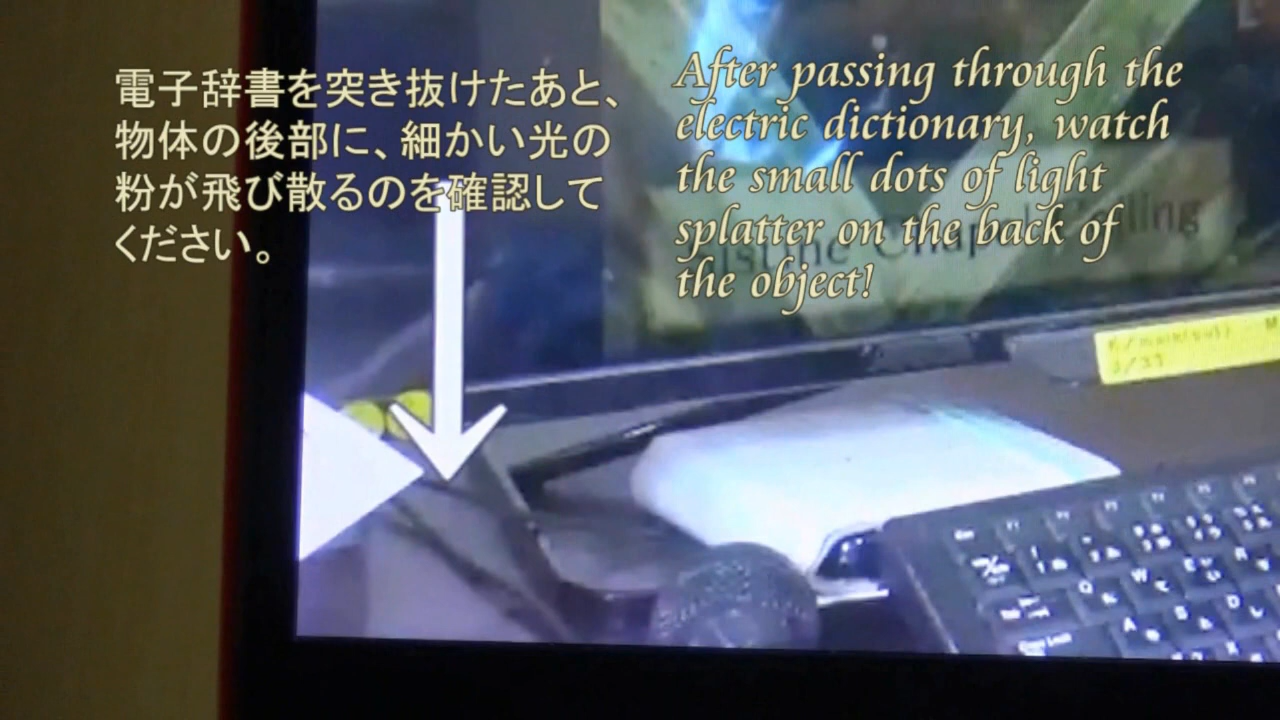 電子辞書を突き抜けたあと、
物体の後部に、細かい光の
粉が飛び散るのを確認して
ください。
After passing through the
electric dictionary, watch
the small dots of light
splatter on the back of
the object!
Q W E R
A S D